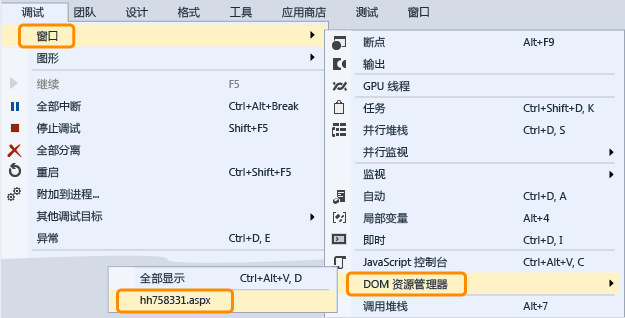 调试 团队 设计 格式 工具 应用商店 测试 窗口
窗口
图形
继续 F5
全部中断 Ctrl+Alt+Break
停止调试 Shift+F5
全部分离
重启 Ctrl+Shift+F5
附加到进程...
其他调试目标
异常 Ctrl+D, E
断点 Alt+F9
输出
GPU 线程
任务 Ctrl+Shift+D, K
并行堆栈 Ctrl+D, S
并行监视
监视
自动 Ctrl+D, A
局部变量 Alt+4
即时 Ctrl+D, I
JavaScript 控制台 Ctrl+Alt+V, C
DOM 资源管理器
调用堆栈 Alt+7
全部显示 Ctrl+Alt+V, D
hh758331.aspx